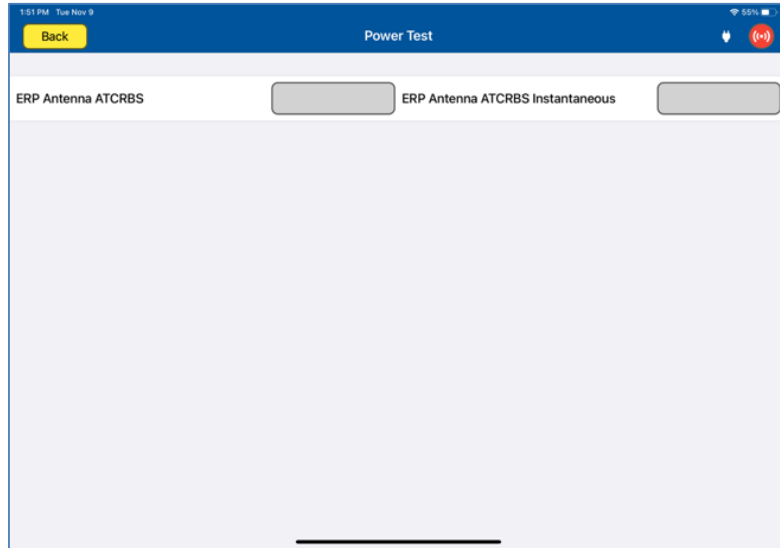 1:51 PM Tue Nov 9 55%
Back Power Test
ERP Antenna ATCRBS ERP Antenna ATCRBS Instantaneous